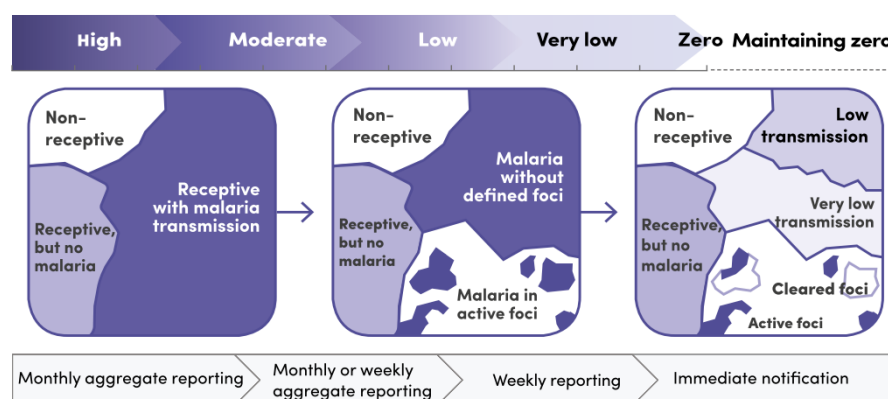 High
Moderate
Low
Very low
Zero
Maintaining zero
Non-
receptive
Receptive
with malaria
transmission
Receptive,
but no
malaria
Non-
receptive
Malaria
without
defined foci
Receptive,
but no
malaria
Malaria in
active foci
Non-
receptive
Low
transmission
Very low
transmission
Receptive,
but no
malaria
Cleared foci
Active foci
Monthly aggregate reporting
Monthly or weekly
aggregate reporting
Weekly reporting
Immediate notification